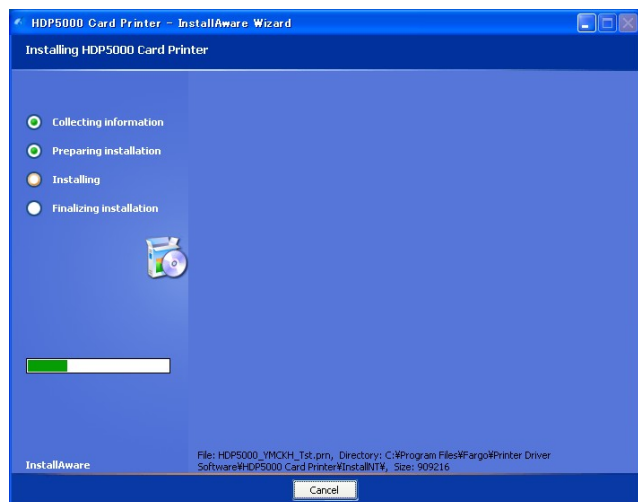 HDP5000 Card Printer - InstallAware Wizard
Installing HDP5000 Card Printer
Collecting information
Preparing installation
Installing
Finalizing installation
InstallAware
File: HDP5000_YMCKH_Tst.prn, Directory: C:¥Program Files¥Fargo¥Printer Driver
Software¥HDP5000 Card Printer¥InstallNT¥, Size: 909216
Cancel